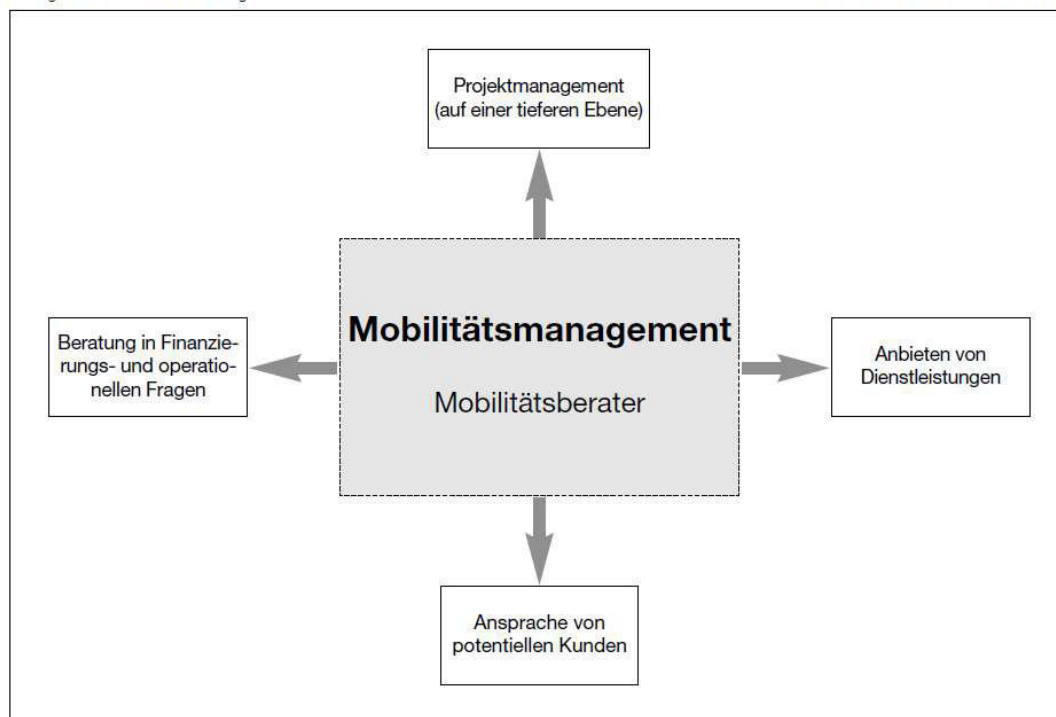 Projektmanagement
(auf einer tieferen Ebene)
Mobilitätsmanagement
Mobilitätsberater
Beratung in Finanzie-
rungs- und operatio-
nellen Fragen
Anbieten von
Dienstleistungen
Ansprache von
potentiellen Kunden